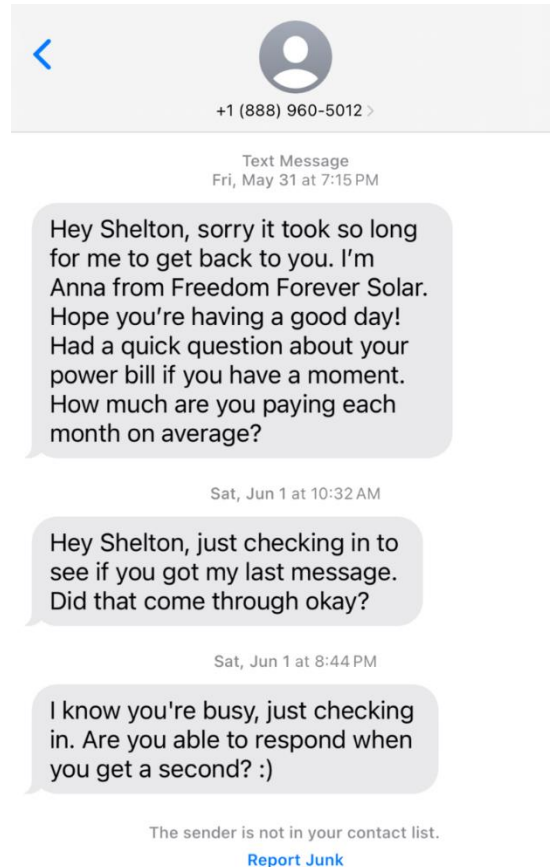 +1 (888) 960-5012 >
Text Message
Fri, May 31 at 7:15 PM
Hey Shelton, sorry it took so long
for me to get back to you. I’m
Anna from Freedom Forever Solar.
Hope you’re having a good day!
Had a quick question about your
power bill if you have a moment.
How much are you paying each
month on average?
Sat, Jun 1 at 10:32 AM
Hey Shelton, just checking in to
see if you got my last message.
Did that come through okay?
Sat, Jun 1 at 8:44 PM
I know you're busy, just checking
in. Are you able to respond when
you get a second? :)
The sender is not in your contact list.
Report Junk